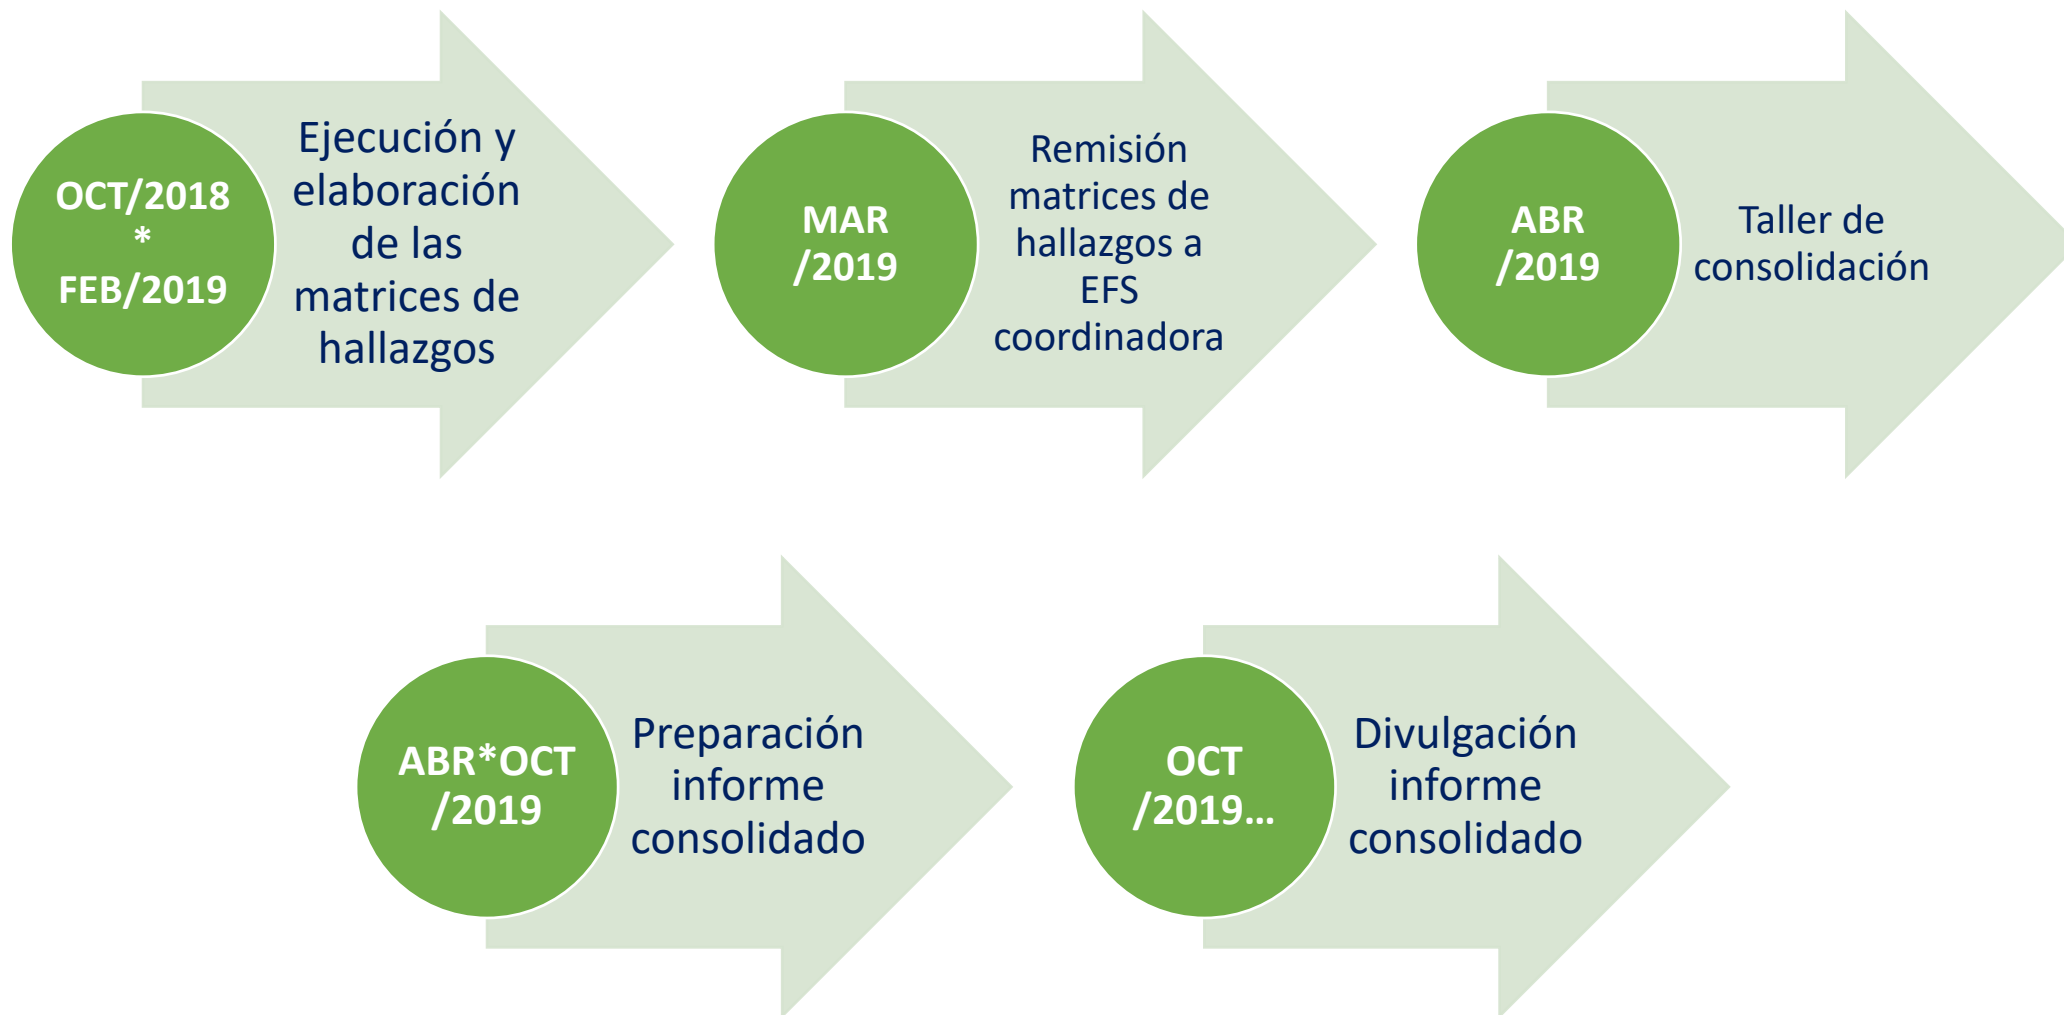 OCT/2018
*
FEB/2019
Ejecución y
elaboración
de las
matrices de
hallazgos
MAR
/2019
Remisión
matrices de
hallazgos a
EFS
coordinadora
ABR
/2019
Taller de
consolidación
ABR*OCT
/2019
Preparación
informe
consolidado
OCT
/2019...
Divulgación
informe
consolidado